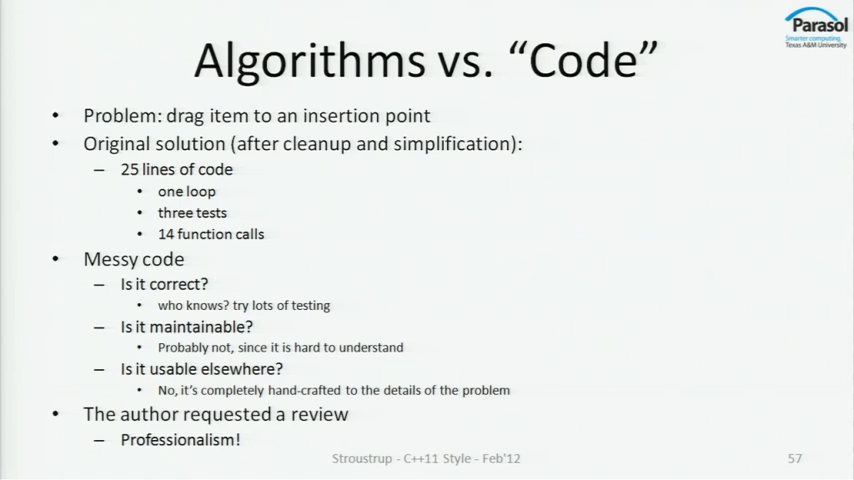 Parasol
Smarter computing.
Texas A&M University
Algorithms vs. “Code”
• Problem: drag item to an insertion point
• Original solution (after cleanup and simplification):
– 25 lines of code
• one loop
• three tests
• 14 function calls
• Messy code
– Is it correct?
• who knows? try lots of testing
– Is it maintainable?
• Probably not, since it is hard to understand
– Is it usable elsewhere?
• No, it’s completely hand-crafted to the details of the problem
• The author requested a review
– Professionalism!
Stroustrup - C++11 Style - Feb'12
57